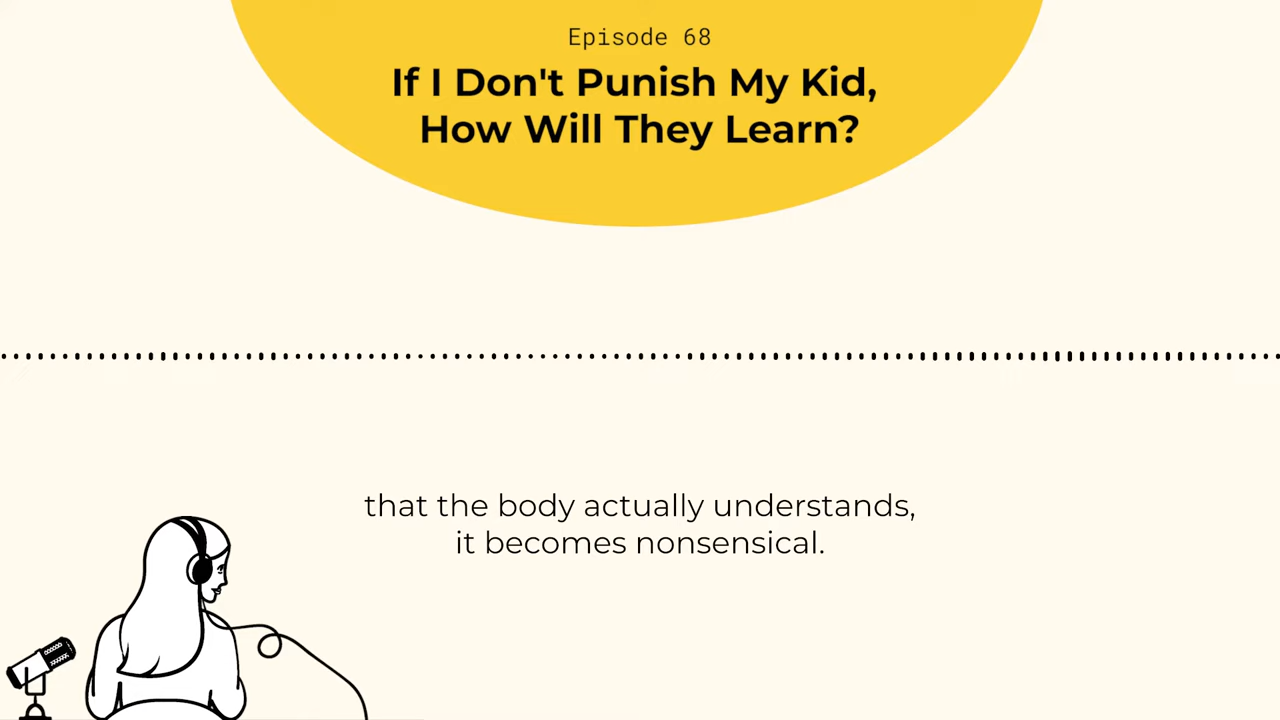 Episode 68
If I Don't Punish My Kid,
How Will They Learn?
that the body actually understands,
it becomes nonsensical.